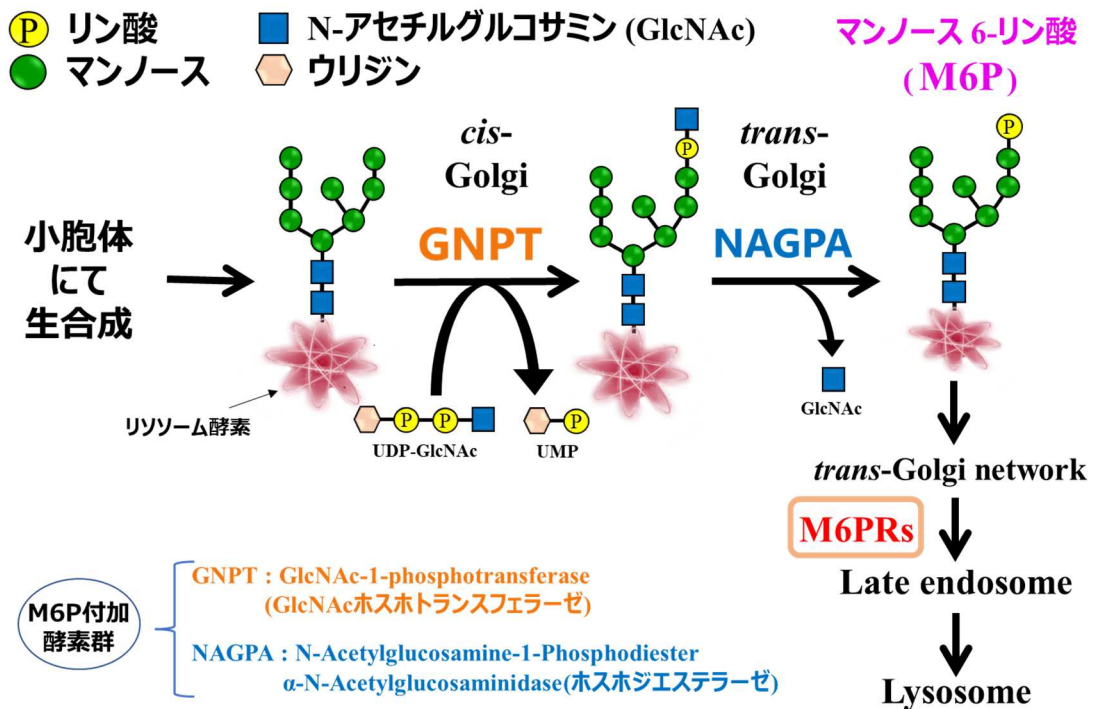 P リン酸
N-アセチルグルコサミン (GlcNAc)
マンノース
ウリジン
マンノース 6-リン酸
(M6P)
小胞体
にて
生合成
リソソーム酵素
cis-
Golgi
GNPT
P P
UDP-GlcNAc
P
UMP
P
trans-
Golgi
NAGPA
GlcNAc
P
trans-Golgi network
M6PRs
Late endosome
Lysosome
M6P付加
酵素群
GNPT : GlcNAc-1-phosphotransferase
(GlcNAcホスホトランスフェラーゼ)
NAGPA : N-Acetylglucosamine-1-Phosphodiester
α-N-Acetylglucosaminidase(ホスホジエステラーゼ)